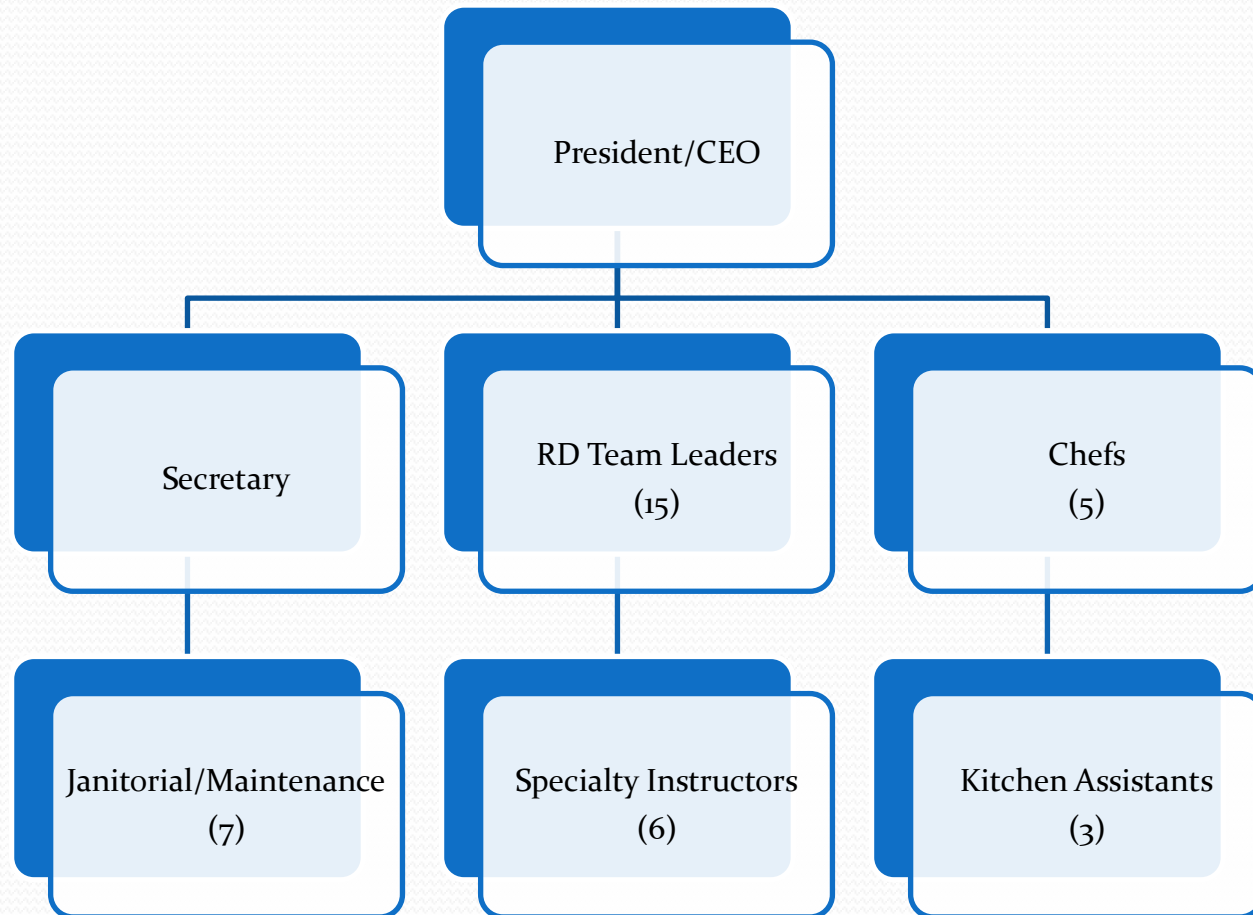 President/CEO
Secretary
RD Team Leaders
(15)
Chefs
(5)
Janitorial/Maintenance
(7)
Specialty Instructors
(6)
Kitchen Assistants
(3)